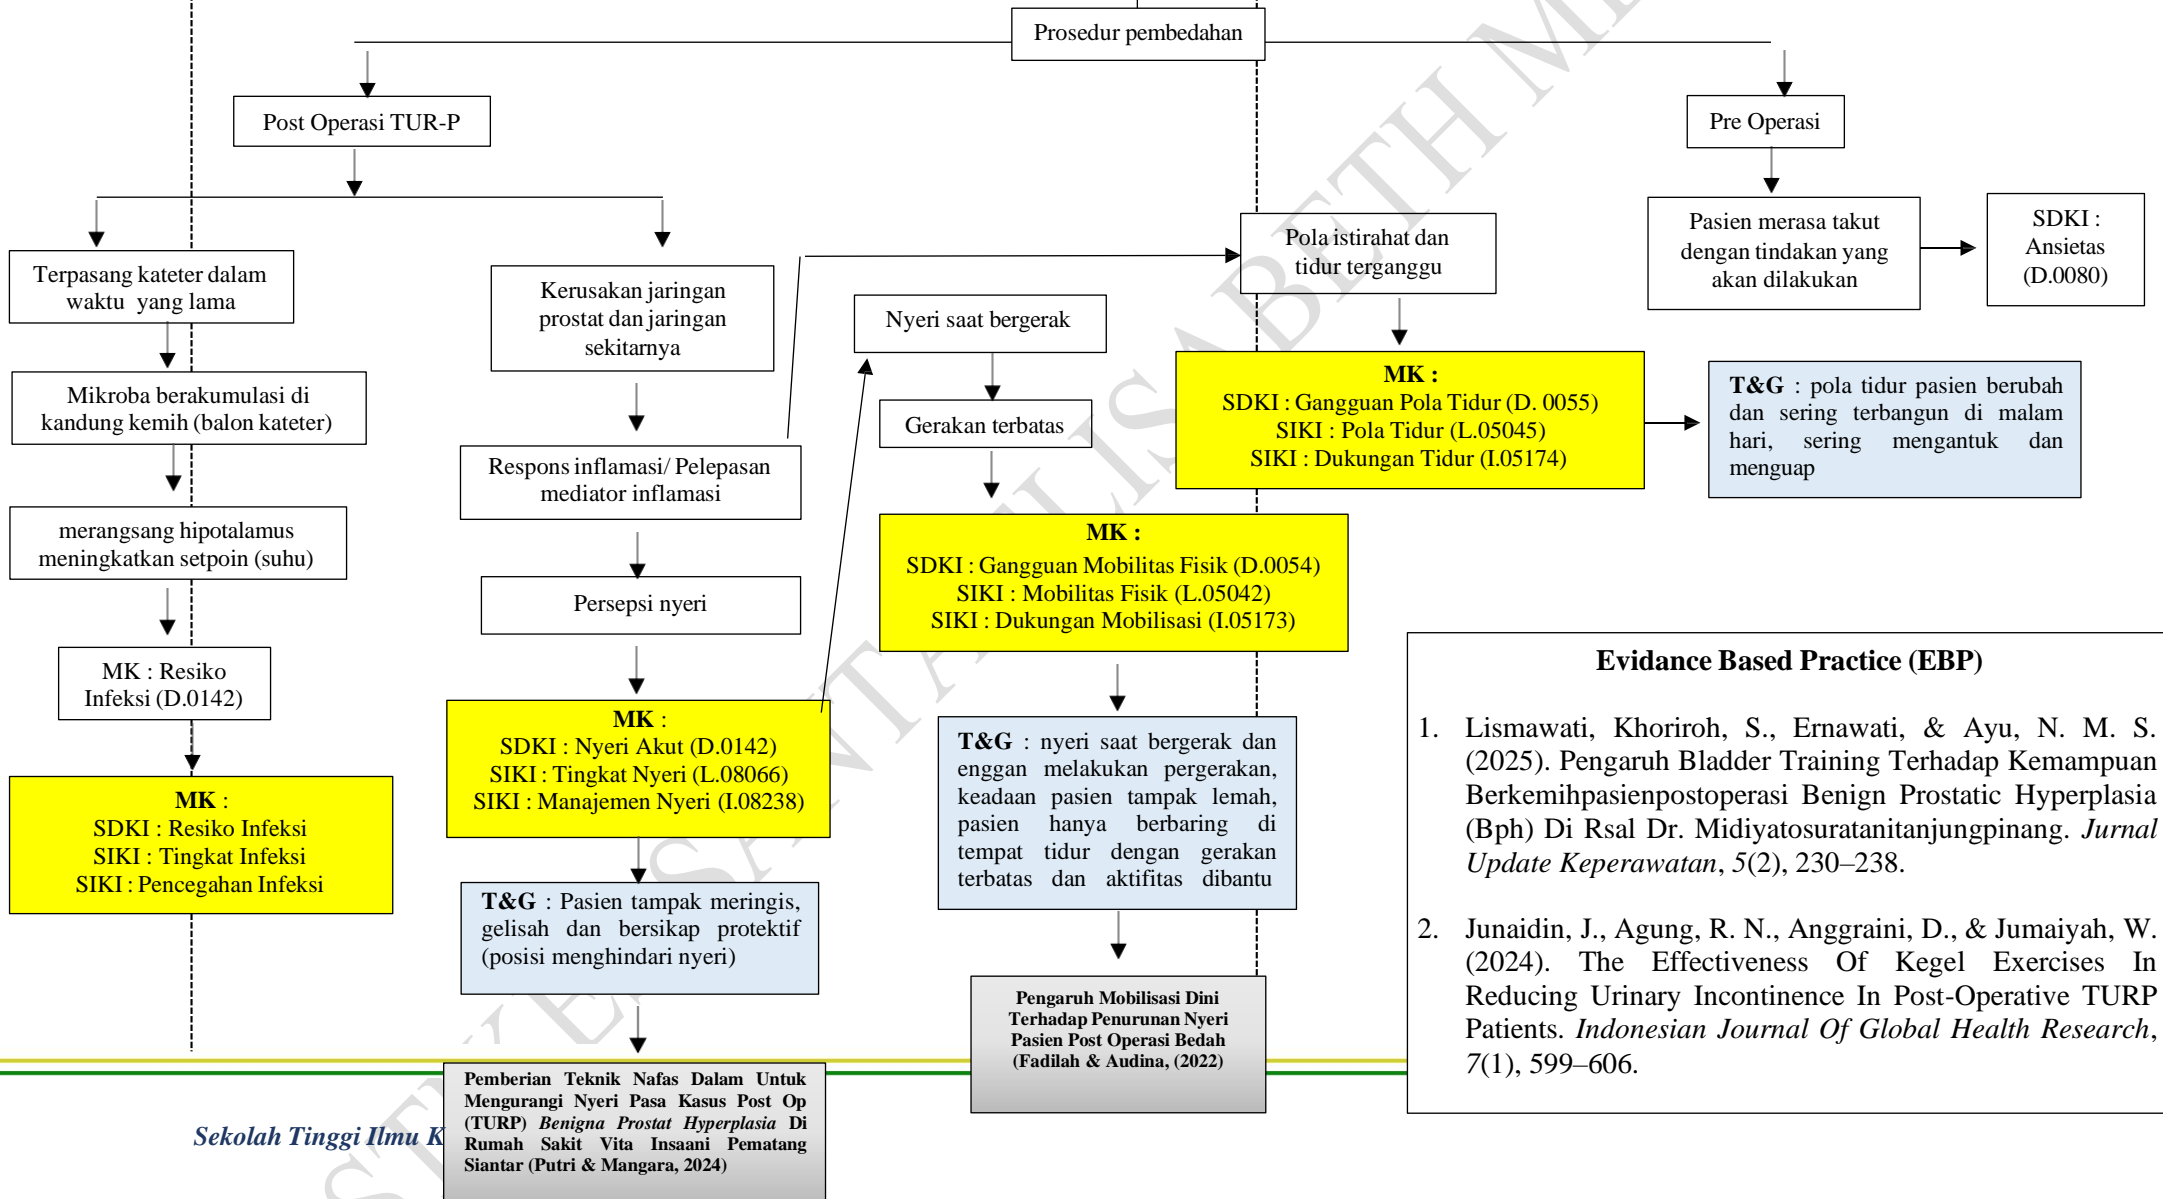 Prosedur pembedahan
Post Operasi TUR-P
Pre Operasi
Terpasang kateter dalam
waktu yang lama
Mikroba berakumulasi di
kandung kemih (balon kateter)
merangsang hipotalamus
meningkatkan setpoin (suhu)
MK : Resiko
Infeksi (D.0142)
MK :
SDKI : Resiko Infeksi
SIKI : Tingkat Infeksi
SIKI : Pencegahan Infeksi
Kerusakan jaringan
prostat dan jaringan
sekitarnya
Respons inflamasi/ Pelepasan
mediator inflamasi
Persepsi nyeri
MK :
SDKI : Nyeri Akut (D.0142)
SIKI : Tingkat Nyeri (L.08066)
SIKI : Manajemen Nyeri (I.08238)
T&G : Pasien tampak meringis,
gelisah dan bersikap protektif
(posisi menghindari nyeri)
Pemberian Teknik Nafas Dalam Untuk
Mengurangi Nyeri Pasa Kasus Post Op
(TURP) Benigna Prostat Hyperplasia Di
Rumah Sakit Vita Insaani Pematang
Siantar (Putri & Mangara, 2024)
Nyeri saat bergerak
Gerakan terbatas
MK :
SDKI : Gangguan Mobilitas Fisik (D.0054)
SIKI : Mobilitas Fisik (L.05042)
SIKI : Dukungan Mobilisasi (I.05173)
T&G : nyeri saat bergerak dan
enggan melakukan pergerakan,
keadaan pasien tampak lemah,
pasien hanya berbaring di
tempat tidur dengan gerakan
terbatas dan aktifitas dibantu
Pengaruh Mobilisasi Dini
Terhadap Penurunan Nyeri
Pasien Post Operasi Bedah
(Fadilah & Audina, (2022)
Pola istirahat dan
tidur terganggu
MK :
SDKI : Gangguan Pola Tidur (D. 0055)
SIKI : Pola Tidur (L.05045)
SIKI : Dukungan Tidur (I.05174)
T&G : pola tidur pasien berubah
dan sering terbangun di malam
hari, sering mengantuk dan
menguap
Pasien merasa takut
dengan tindakan yang
akan dilakukan
SDKI :
Ansietas
(D.0080)
Evidance Based Practice (EBP)
1. Lismawati, Khoriroh, S., Ernawati, & Ayu, N. M. S.
(2025). Pengaruh Bladder Training Terhadap Kemampuan
Berkemihpasienpostoperasi Benign Prostatic Hyperplasia
(Bph) Di Rsal Dr. Midiyatosuratanitanjungpinang. Jurnal
Update Keperawatan, 5(2), 230–238.
2. Junaidin, J., Agung, R. N., Anggraini, D., & Jumaiyah, W.
(2024). The Effectiveness Of Kegel Exercises In
Reducing Urinary Incontinence In Post-Operative TURP
Patients. Indonesian Journal Of Global Health Research,
7(1), 599–606.
Sekolah Tinggi Ilmu K